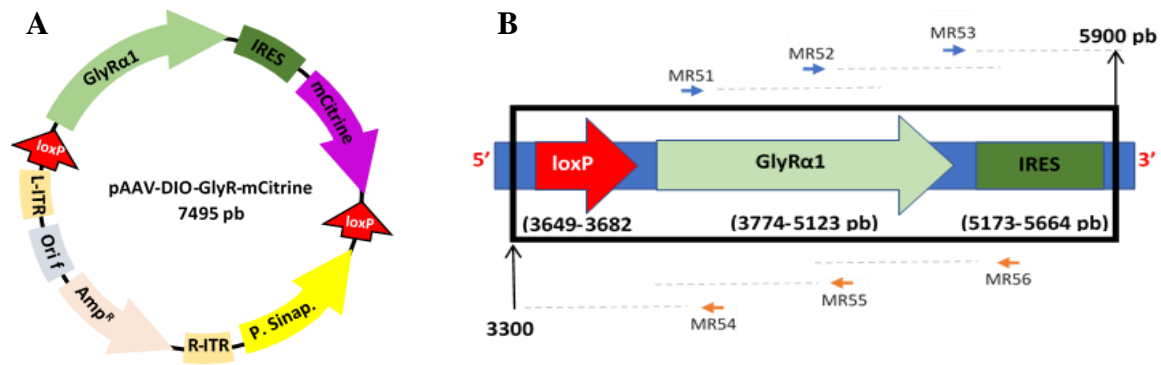 A
GlyRα1
IRES
mCitrine
loxP
loxP
L-ITR
Ori f
AmpR
R-ITR
P. Sinap.
pAAV-DIO-GlyR-mCitrine
7495 pb
B
MR51
MR52
MR53
5900 pb
5’
loxP
GlyRα1
IRES
3’
(3649-3682
(3774-5123 pb)
(5173-5664 pb)
MR54
MR55
MR56
3300